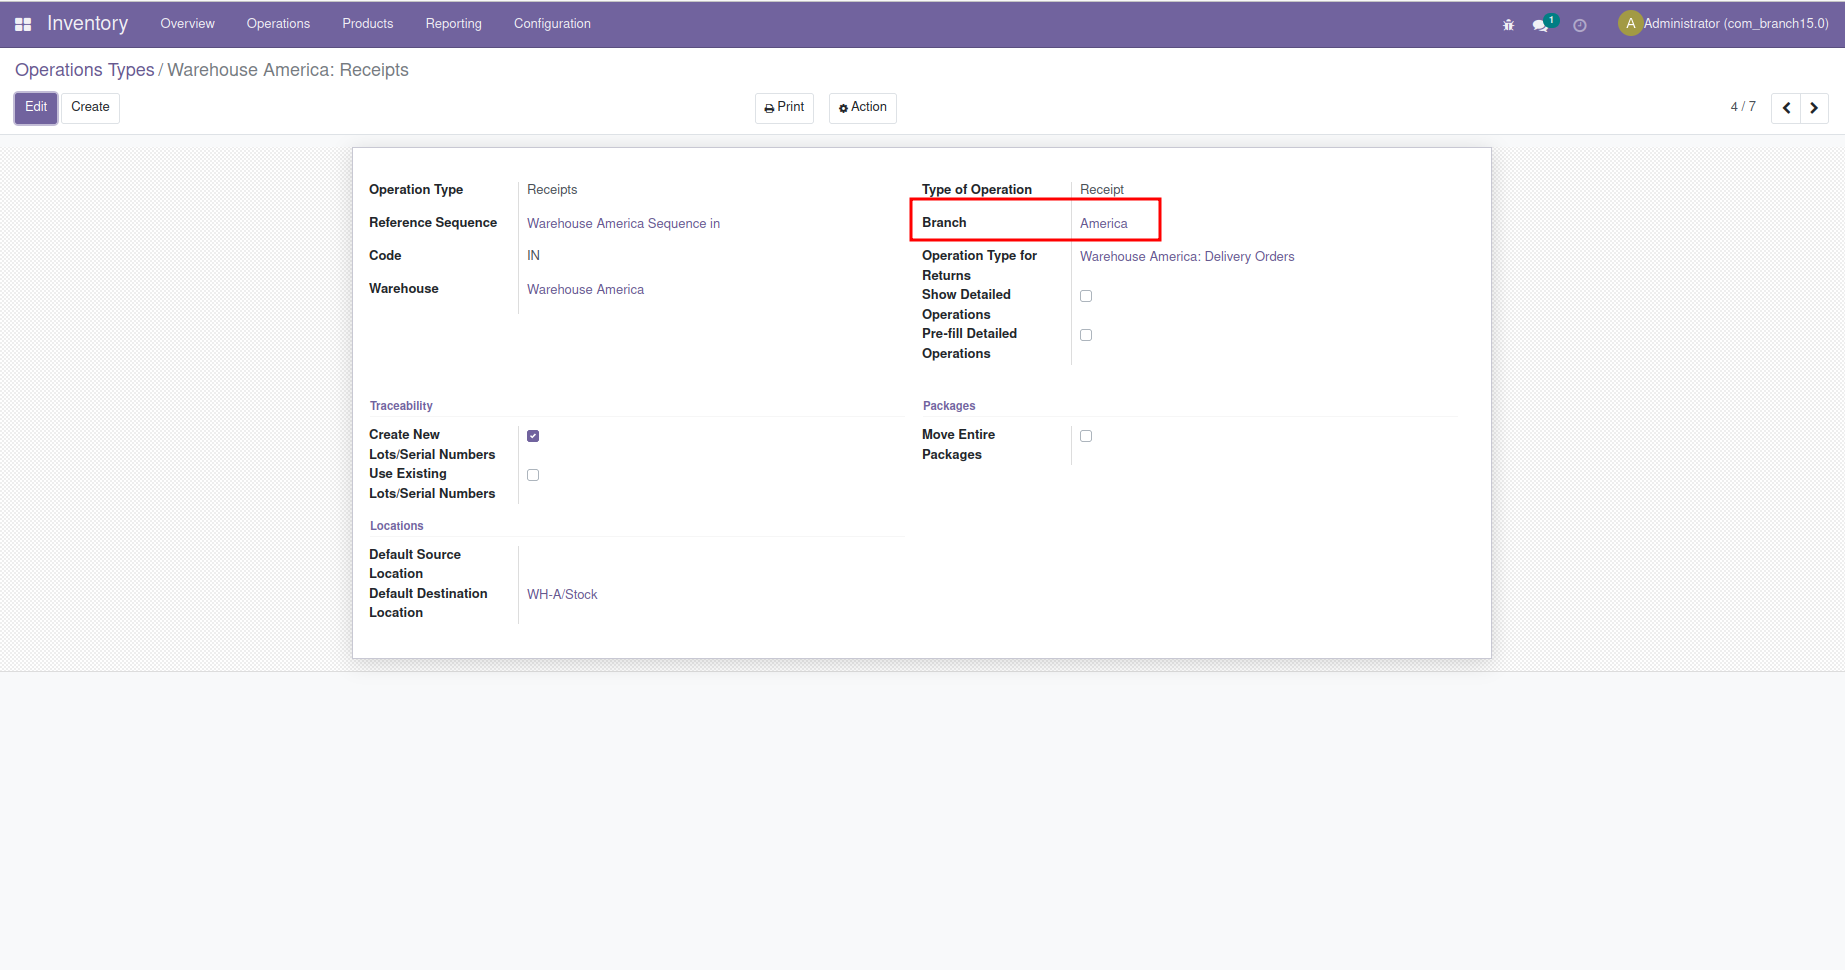 Inventory Overview Operations Products Reporting Configuration 1 A Administrator (com_branch15.0)
Operations Types / Warehouse America: Receipts
Edit Create Print Action 4 / 7
Operation Type Receipts
Reference Sequence Warehouse America Sequence in
Code IN
Warehouse Warehouse America
Type of Operation Receipt
Branch America
Operation Type for Warehouse America: Delivery Orders
Returns
Show Detailed
Operations
Pre-fill Detailed
Operations
Traceability
Create New
Lots/Serial Numbers
Use Existing
Lots/Serial Numbers
Packages
Move Entire
Packages
Locations
Default Source
Location
Default Destination WH-A/Stock
Location